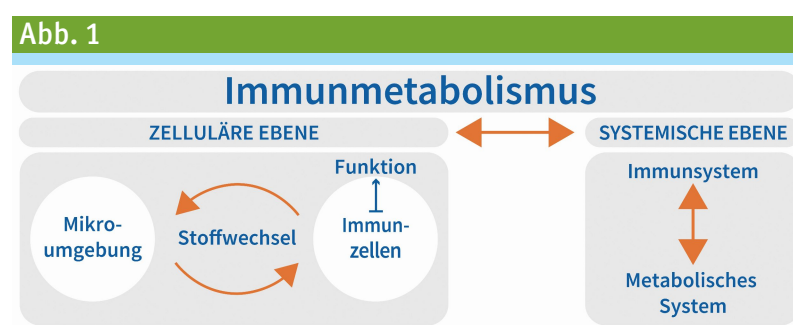 Abb. 1
Immunmetabolismus
ZELLULÄRE EBENE
SYSTEMISCHE EBENE
Mikro-
umgebung
Stoffwechsel
Funktion
Immun-
zellen
Immunsystem
Metabolisches
System